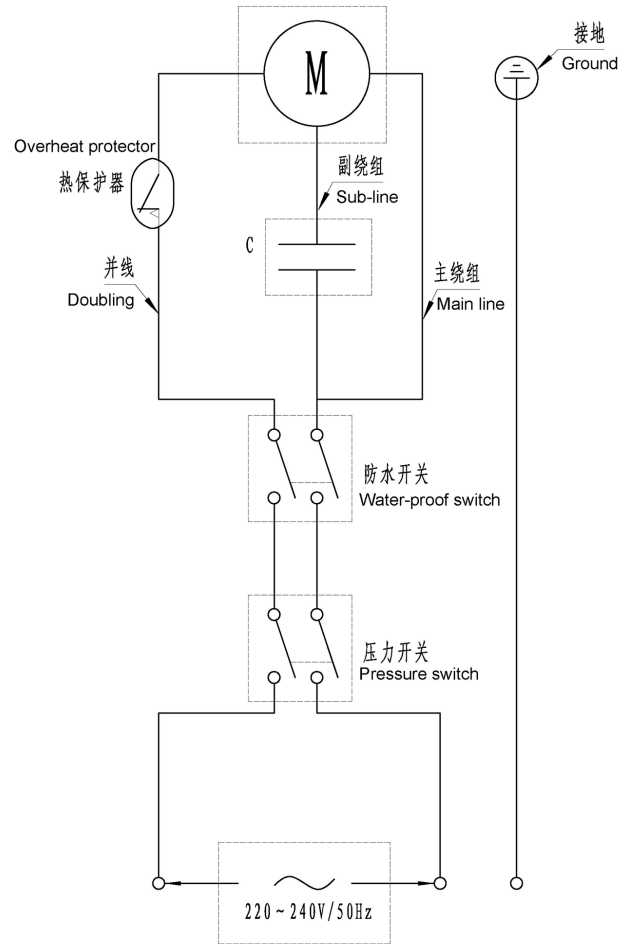 M
接地
Ground
Overheat protector
热保护器
副绕组
Sub-line
C
并线
Doubling
主绕组
Main line
防水开关
Water-proof switch
压力开关
Pressure switch
220~240V/50Hz